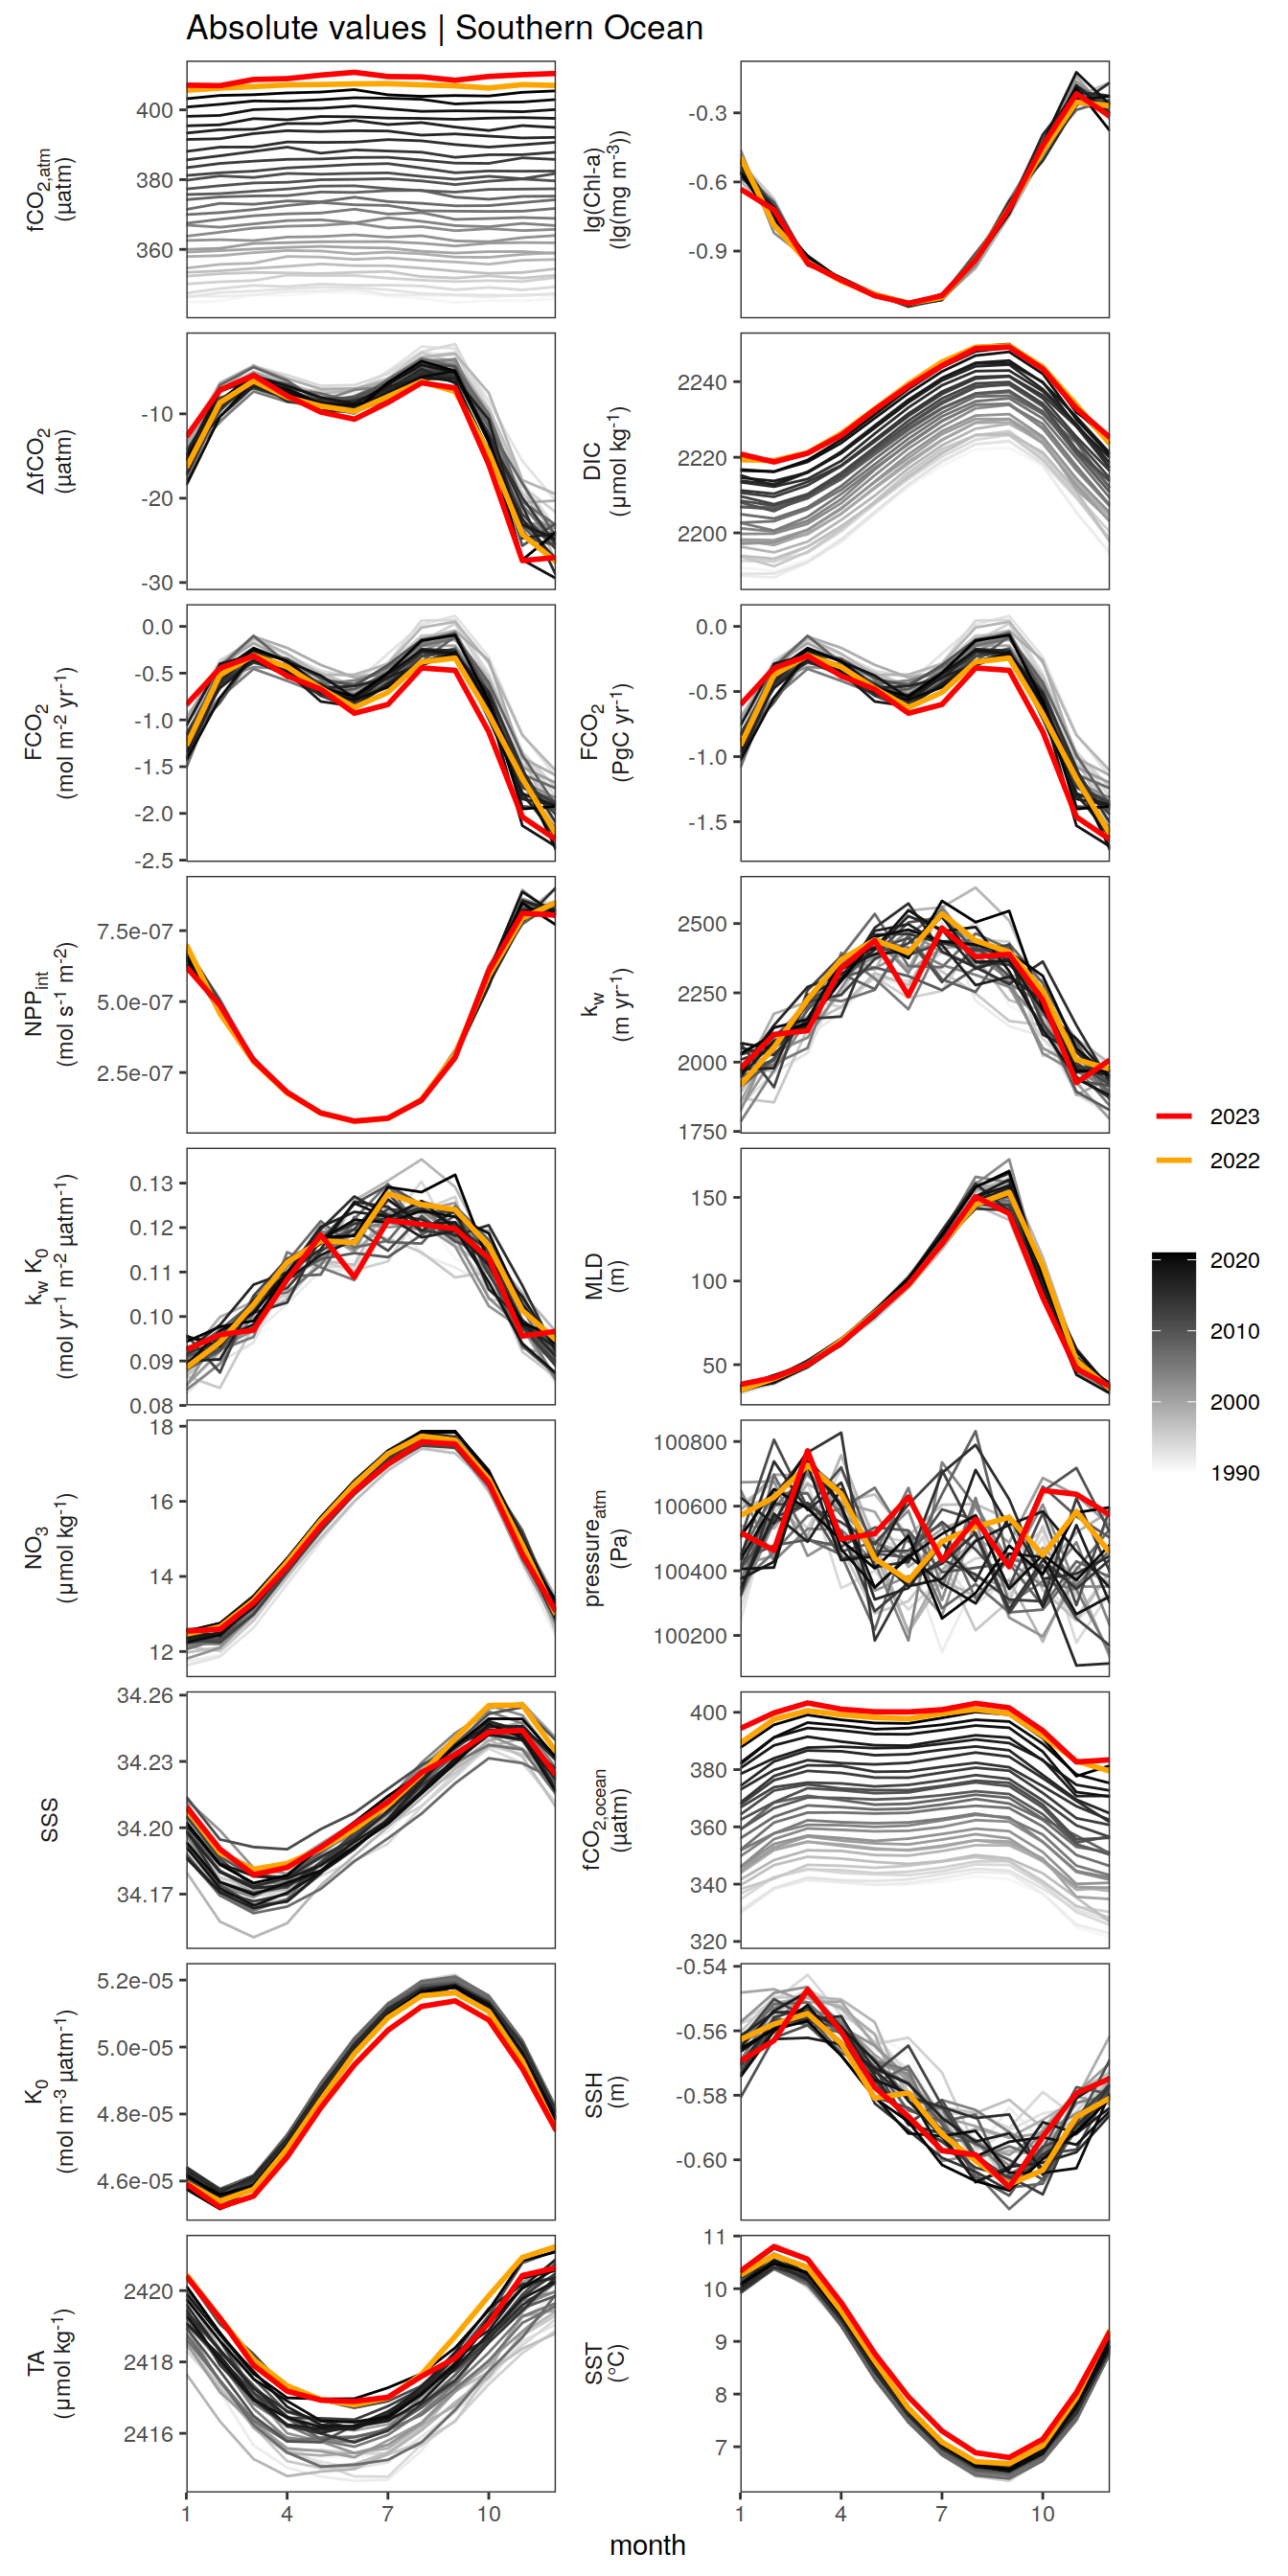 Absolute values | Southern Ocean
fCO2,atm
(µatm)
400
380
360
lg(Chl-a)
(lg(mg m-3))
-0.3
-0.6
-0.9
ΔfCO2
(µatm)
-10
-20
-30
DIC
(µmol kg-1)
2240
2220
2200
FCO2
(mol m-2 yr-1)
0.0
-0.5
-1.0
-1.5
-2.0
-2.5
FCO2
(PgC yr-1)
0.0
-0.5
-1.0
-1.5
NPPint
(mol s-1 m-2)
7.5e-07
5.0e-07
2.5e-07
kw
(m yr-1)
2500
2250
2000
1750
2023
2022
kw K0
(mol yr-1 m-2 µatm-1)
0.13
0.12
0.11
0.10
0.09
0.08
MLD
(m)
150
100
50
2020
2010
2000
1990
NO3
(µmol kg-1)
18
16
14
12
pressureatm
(Pa)
100800
100600
100400
100200
SSS
34.26
34.23
34.20
34.17
fCO2,ocean
(µatm)
400
380
360
340
320
K0
(mol m-3 µatm-1)
5.2e-05
5.0e-05
4.8e-05
4.6e-05
SSH
(m)
-0.54
-0.56
-0.58
-0.60
TA
(µmol kg-1)
2420
2418
2416
SST
(°C)
11
10
9
8
7
1 4 7 10
1 4 7 10
month